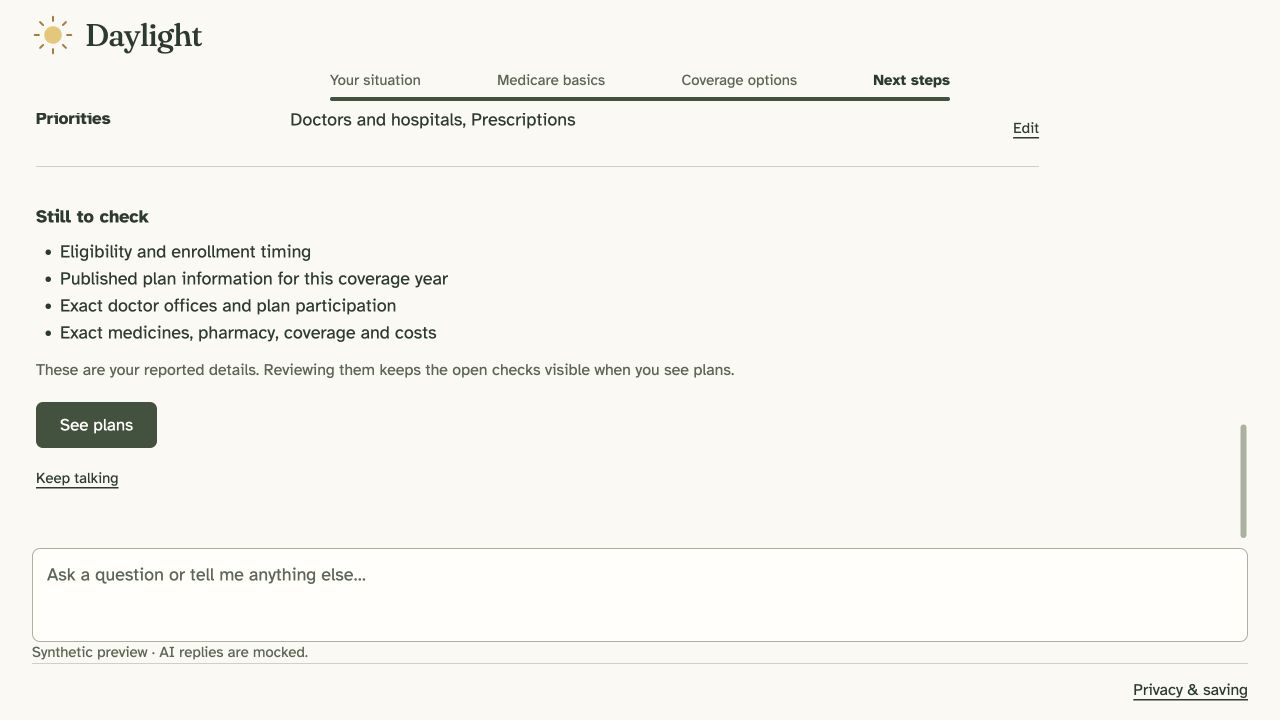 Daylight
Your situation
Medicare basics
Coverage options
Next steps
Priorities
Doctors and hospitals, Prescriptions
Edit
Still to check
• Eligibility and enrollment timing
• Published plan information for this coverage year
• Exact doctor offices and plan participation
• Exact medicines, pharmacy, coverage and costs
These are your reported details. Reviewing them keeps the open checks visible when you see plans.
See plans
Keep talking
Ask a question or tell me anything else...
Synthetic preview · AI replies are mocked.
Privacy & saving